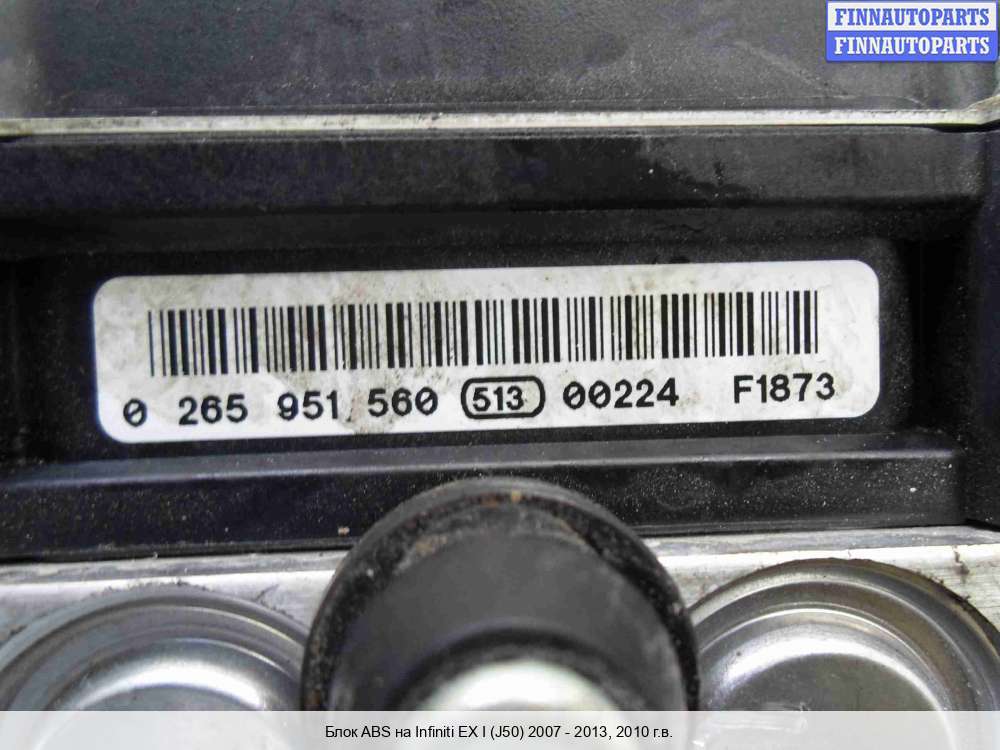 FINNAUTOPARTS
FINNAUTOPARTS
0 265 951 560 513 00224 F1873
Блок ABS на Infiniti EX I (J50) 2007 - 2013, 2010 г.в.